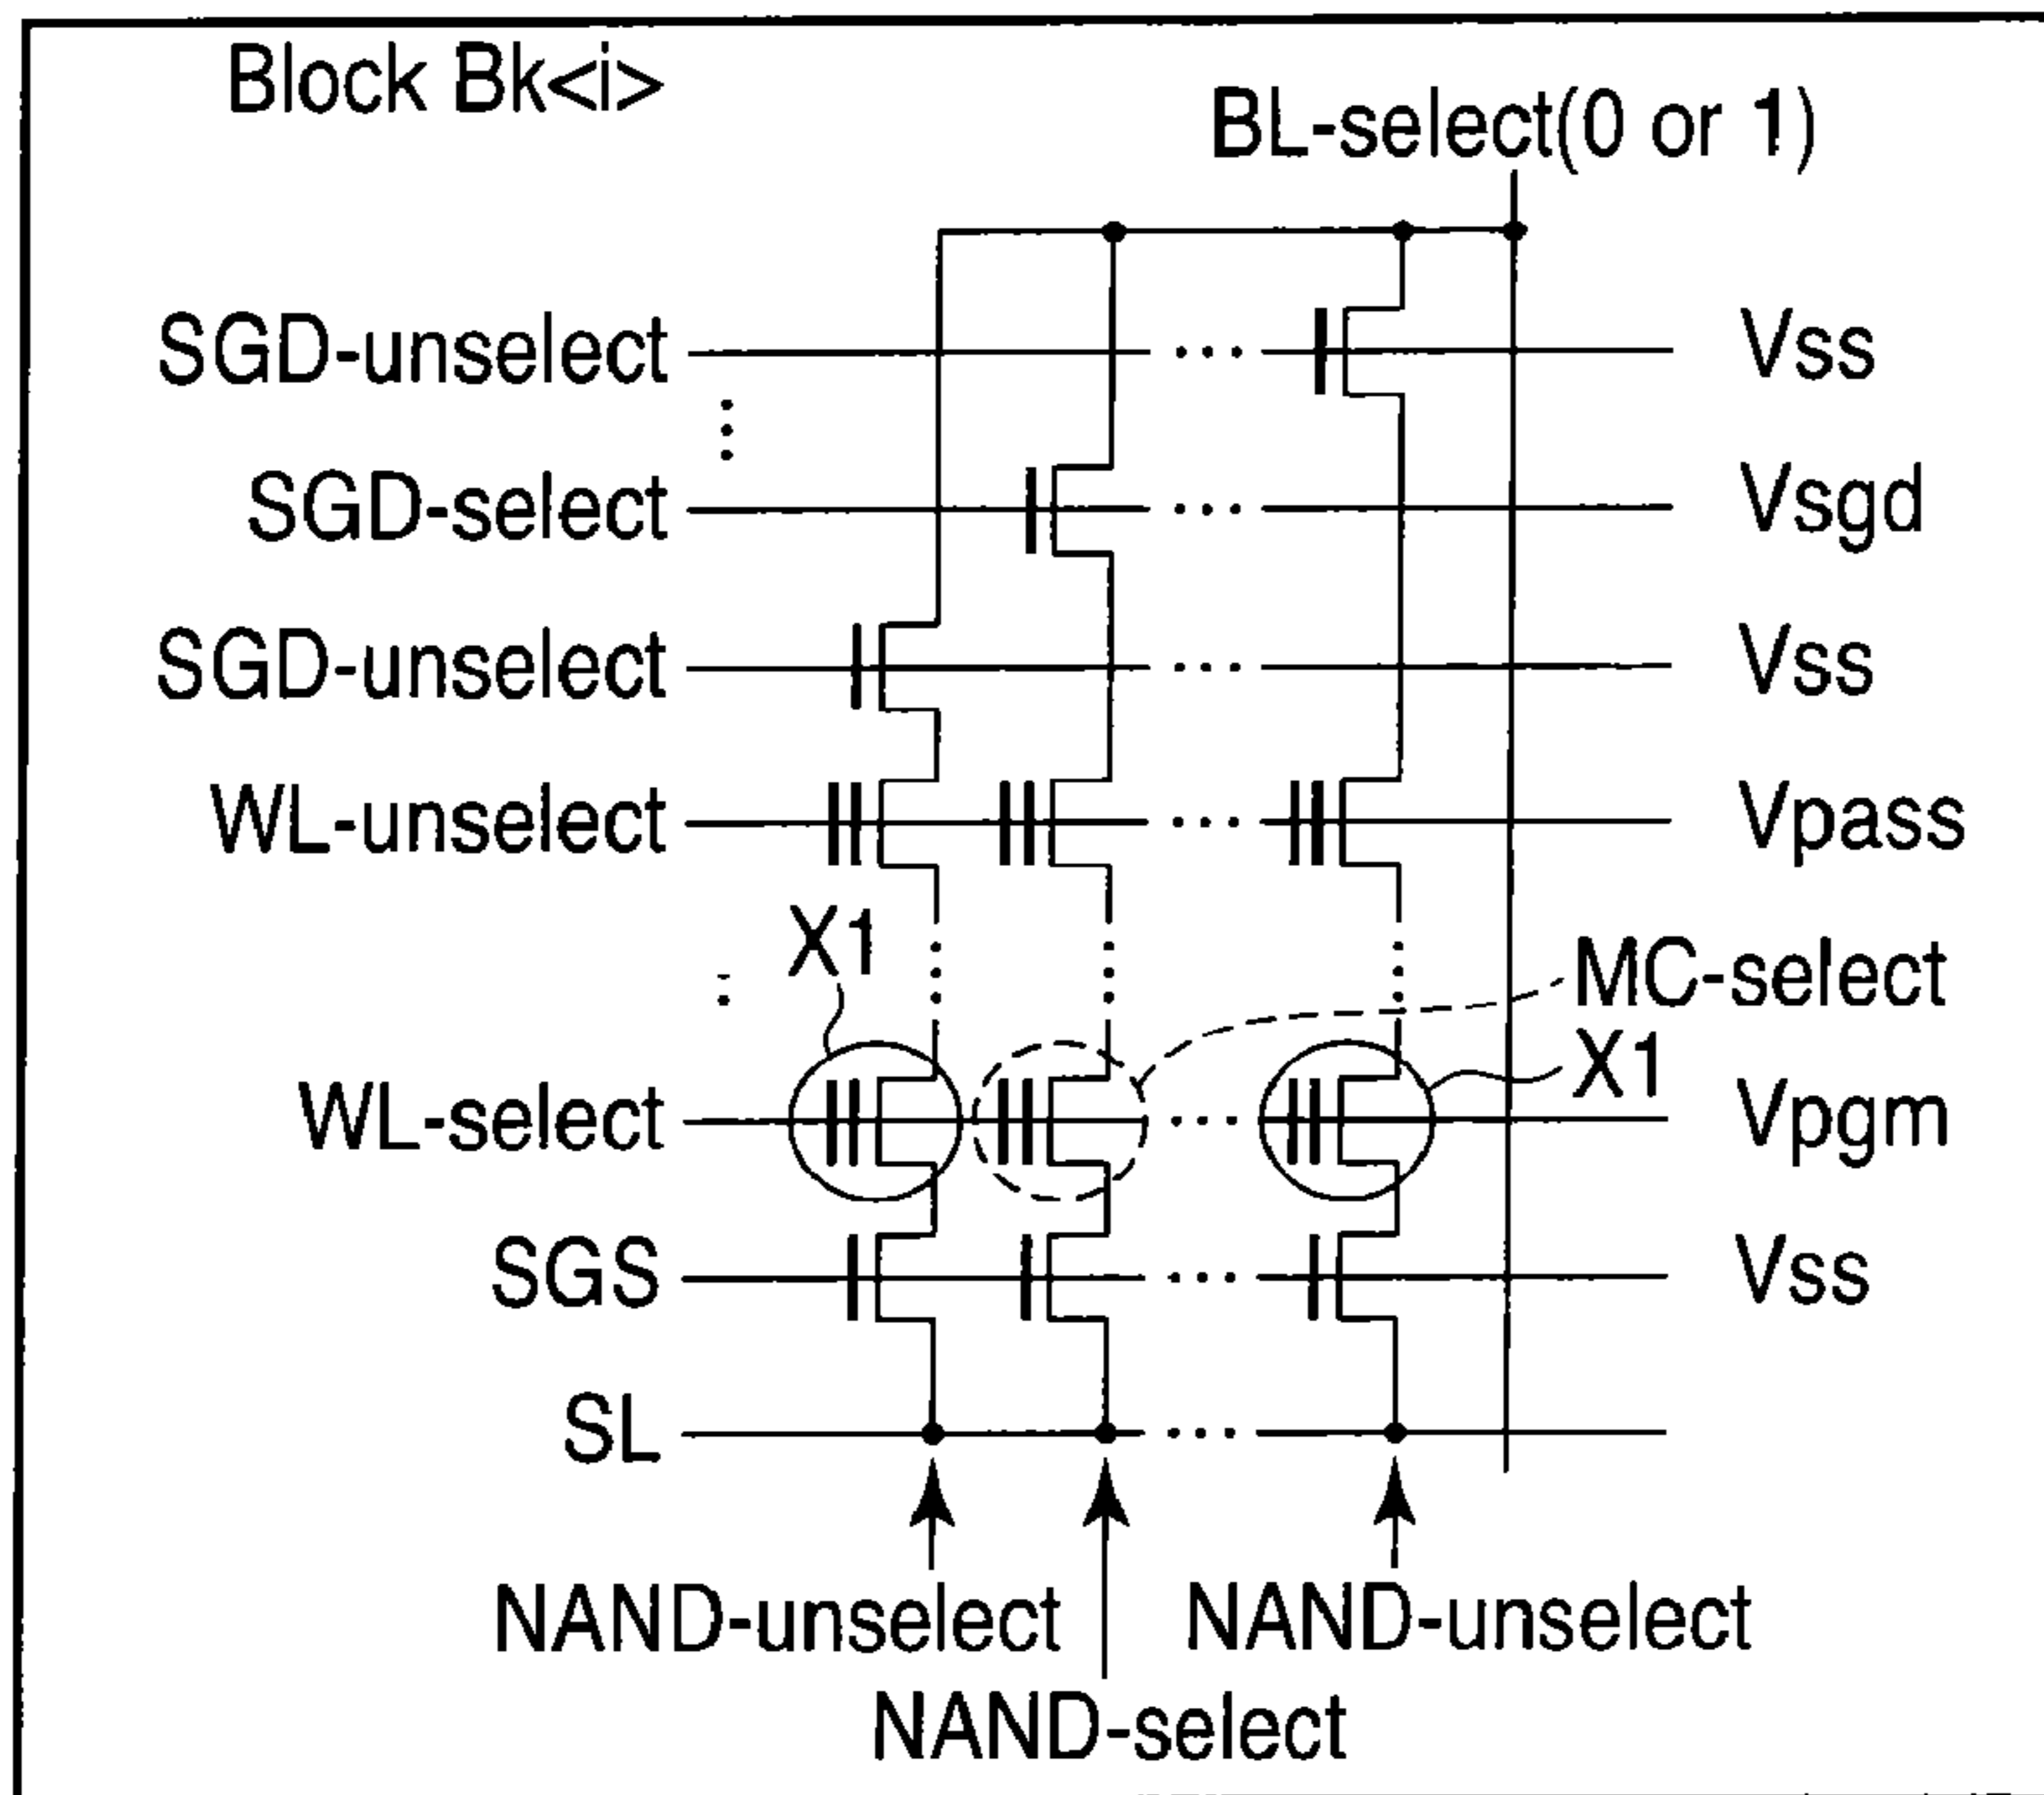 Block Bk<i>
BL-select(0 or 1)
SGD-unselect
Vss
SGD-select
Vsgd
SGD-unselect
Vss
WL-unselect
Vpass
X1
MC-select
X1
WL-select
Vpgm
SGS
Vss
SL
NAND-unselect
NAND-unselect
NAND-select